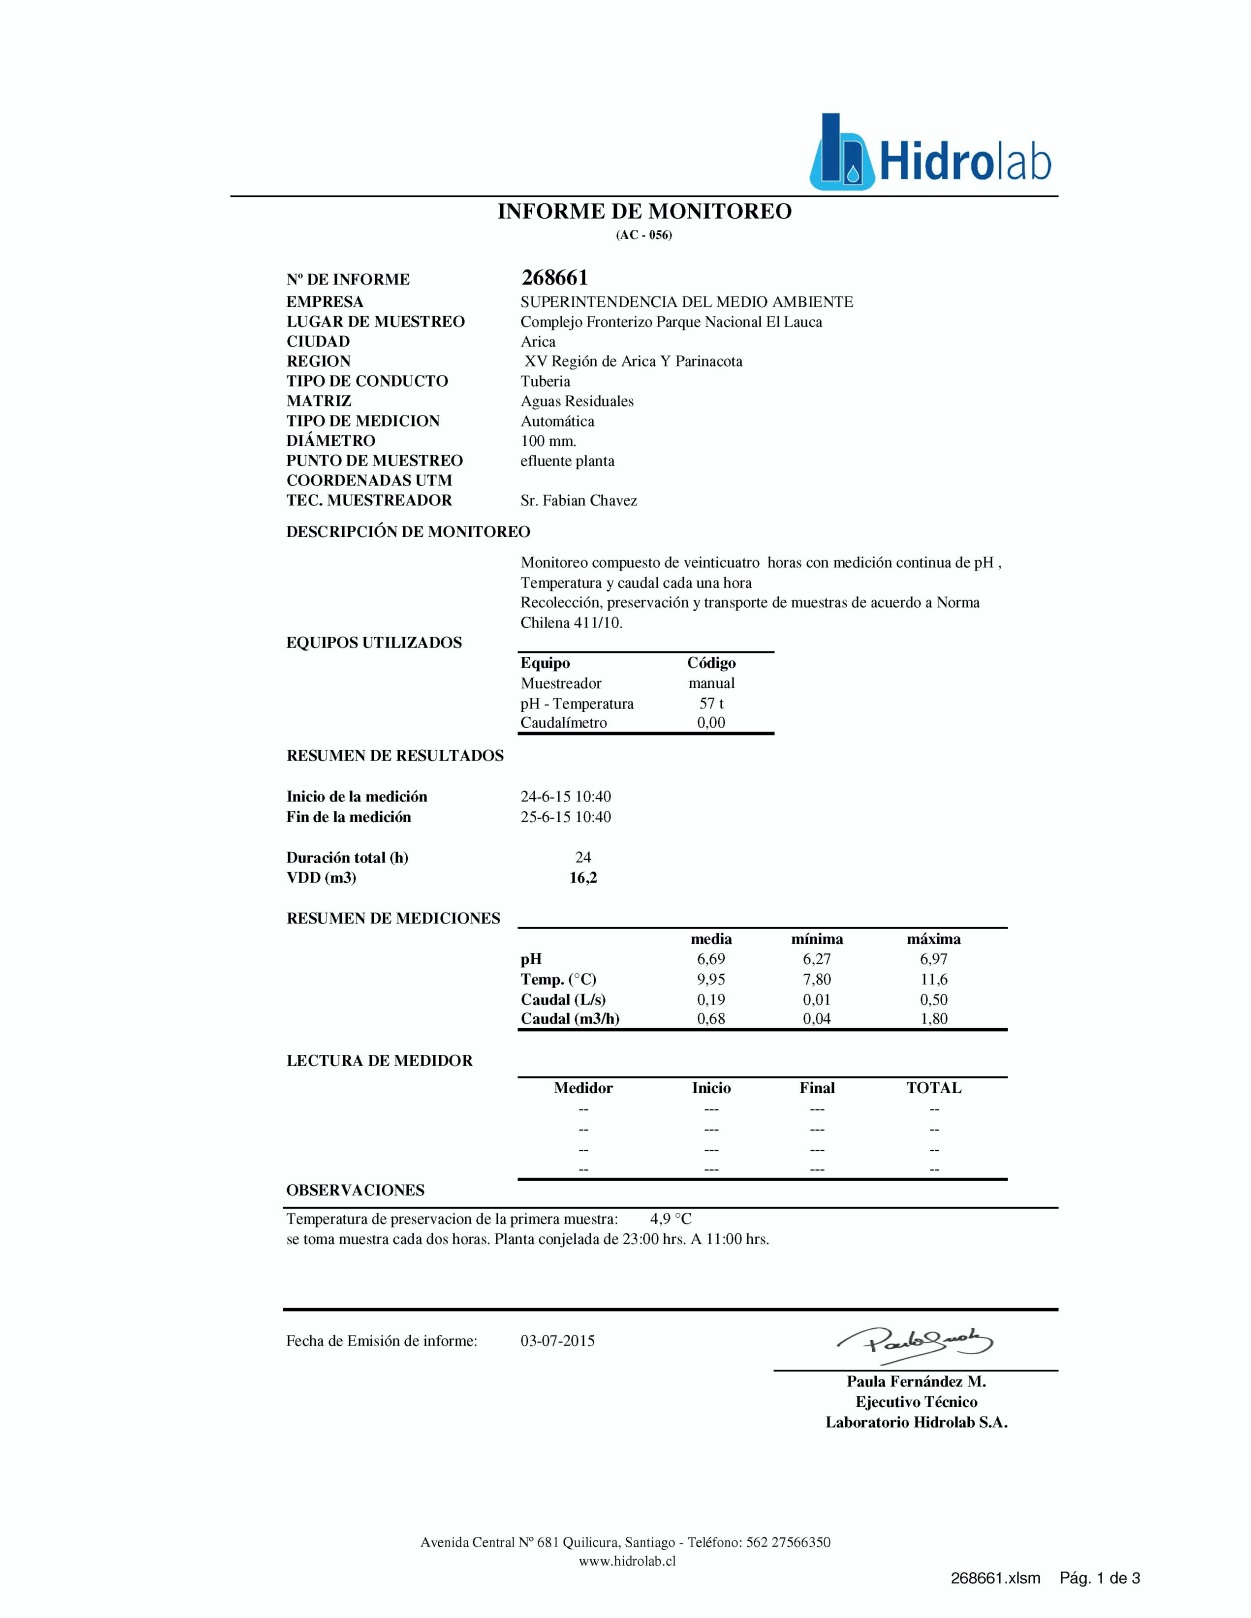 Hidrolab
INFORME DE MONITOREO
(AC - 056)
Nº DE INFORME 268661
EMPRESA SUPERINTENDENCIA DEL MEDIO AMBIENTE
LUGAR DE MUESTREO Complejo Fronterizo Parque Nacional El Lauca
CIUDAD Arica
REGION XV Región de Arica Y Parinacota
TIPO DE CONDUCTO Tuberia
MATRIZ Aguas Residuales
TIPO DE MEDICION Automática
DIÁMETRO 100 mm.
PUNTO DE MUESTREO efluente planta
COORDENADAS UTM
TEC. MUESTREADOR Sr. Fabian Chavez
DESCRIPCIÓN DE MONITOREO
Monitoreo compuesto de veinticuatro horas con medición continua de pH ,
Temperatura y caudal cada una hora
Recolección, preservación y transporte de muestras de acuerdo a Norma
Chilena 411/10.
EQUIPOS UTILIZADOS
Equipo Código
Muestreador manual
pH - Temperatura 57 t
Caudalímetro 0,00
RESUMEN DE RESULTADOS
Inicio de la medición 24-6-15 10:40
Fin de la medición 25-6-15 10:40
Duración total (h) 24
VDD (m3) 16,2
RESUMEN DE MEDICIONES
media mínima máxima
pH 6,69 6,27 6,97
Temp. (°C) 9,95 7,80 11,6
Caudal (L/s) 0,19 0,01 0,50
Caudal (m3/h) 0,68 0,04 1,80
LECTURA DE MEDIDOR
Medidor Inicio Final TOTAL
-- --- --- --
-- --- --- --
-- --- --- --
-- --- --- --
OBSERVACIONES
Temperatura de preservacion de la primera muestra: 4,9 °C
se toma muestra cada dos horas. Planta conjelada de 23:00 hrs. A 11:00 hrs.
Fecha de Emisión de informe: 03-07-2015
Paula Fernández M.
Ejecutivo Técnico
Laboratorio Hidrolab S.A.
Avenida Central Nº 681 Quilicura, Santiago - Teléfono: 562 27566350
www.hidrolab.cl
268661.xlsm Pág. 1 de 3